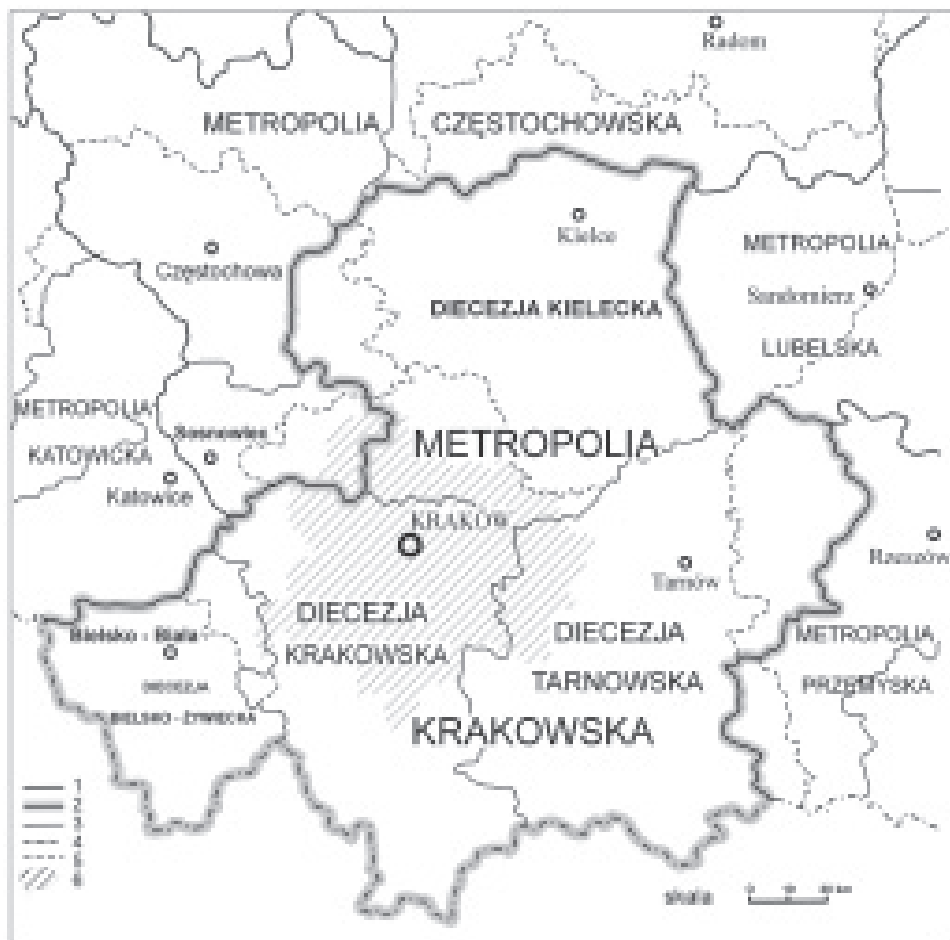 Radom
METROPOLIA CZĘSTOCHOWSKA
Kielce
Częstochowa
METROPOLIA
Sandomierz
LUBELSKA
DIECEZJA KIELECKA
METROPOLIA
KATOWICKA
Sosnowiec
Katowice
METROPOLIA
KRAKÓW
Tarnów
Rzeszów
DIECEZJA
KRAKOWSKA
DIECEZJA
TARNOWSKA
Bielsko - Biała
DIECEZJA
BIELSKO - ŻYWIECKA
METROPOLIA
PRZEMYSKA
KRAKOWSKA
skala